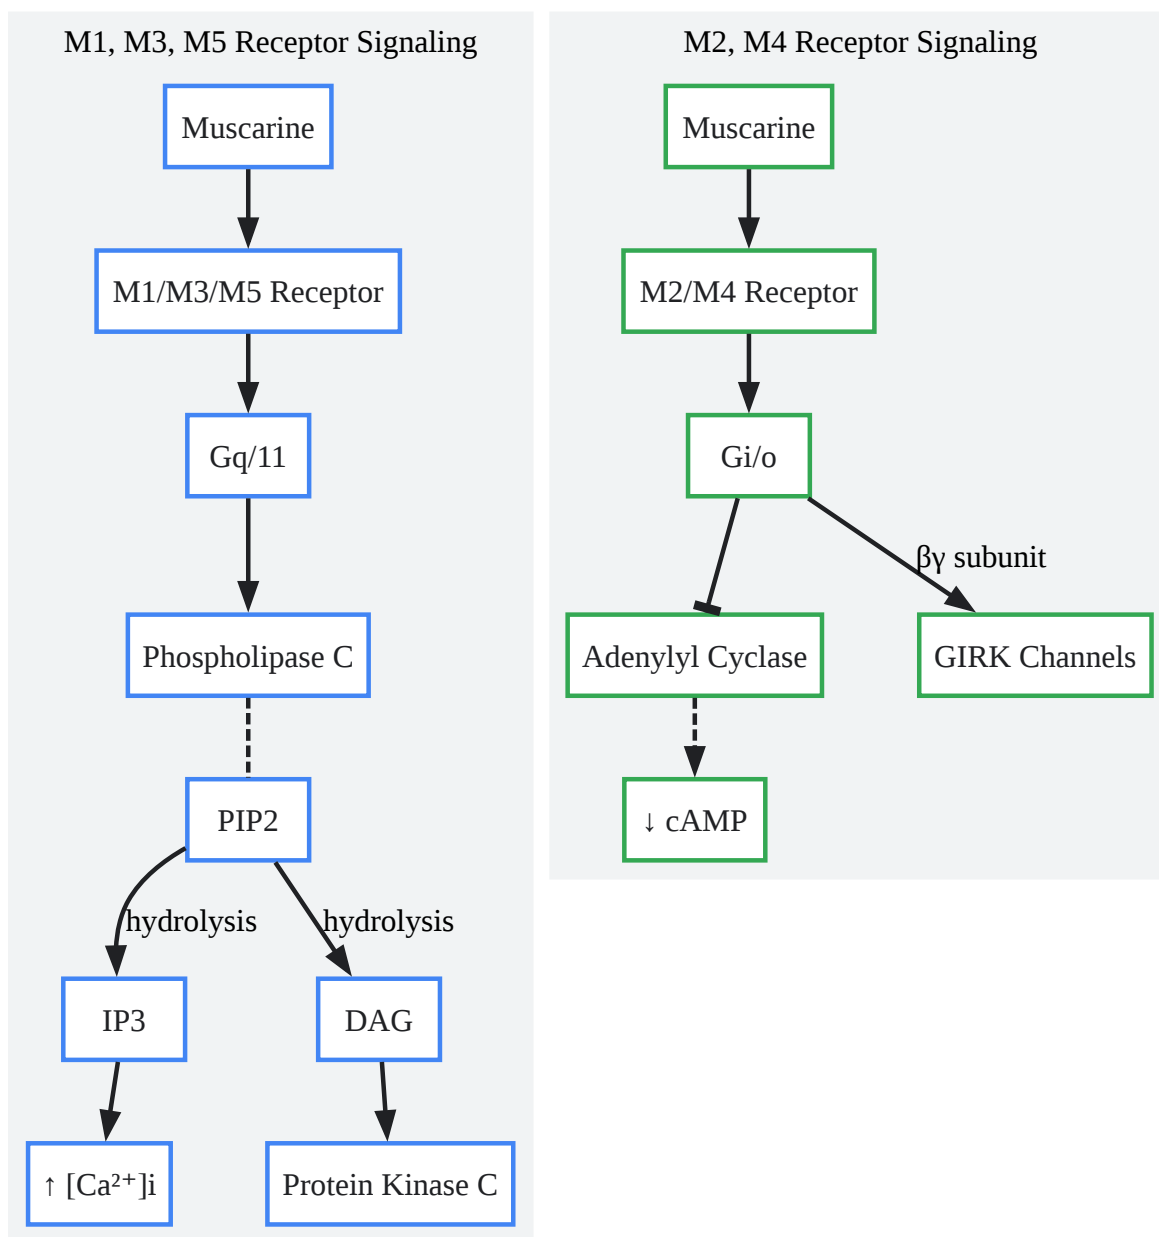 M1, M3, M5 Receptor Signaling
Muscarine
M1/M3/M5 Receptor
Gq/11
Phospholipase C
PIP2
hydrolysis
hydrolysis
IP3
DAG
↑ [Ca²⁺]i
Protein Kinase C
M2, M4 Receptor Signaling
Muscarine
M2/M4 Receptor
Gi/o
βγ subunit
Adenylyl Cyclase
GIRK Channels
↓ cAMP